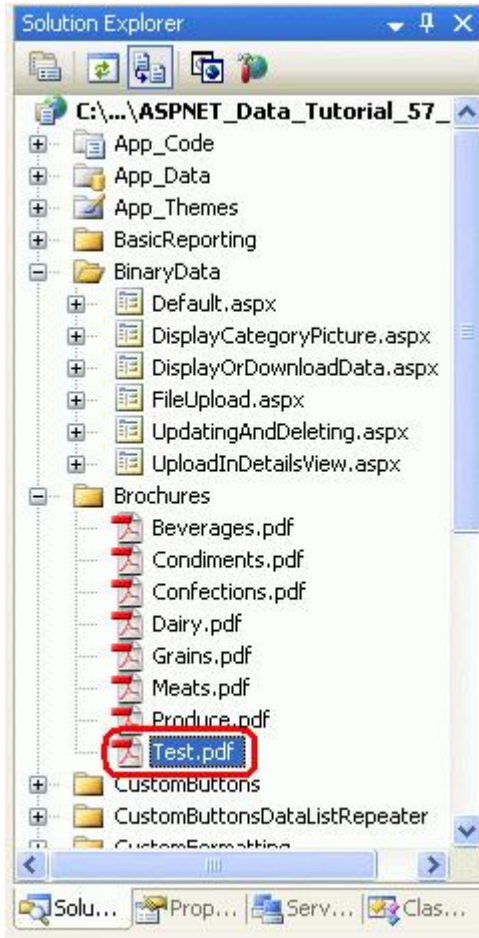 Solution Explorer
C:\...\ASPNET_Data_Tutorial_57_
App_Code
App_Data
App_Themes
BasicReporting
BinaryData
Default.aspx
DisplayCategoryPicture.aspx
DisplayOrDownloadData.aspx
FileUpload.aspx
UpdatingAndDeleting.aspx
UploadInDetailsView.aspx
Brochures
Beverages.pdf
Condiments.pdf
Confections.pdf
Dairy.pdf
Grains.pdf
Meats.pdf
Produce.pdf
Test.pdf
CustomButtons
CustomButtonsDataListRepeater
CustomFormatting
Solu... Prop... Serv... Clas...